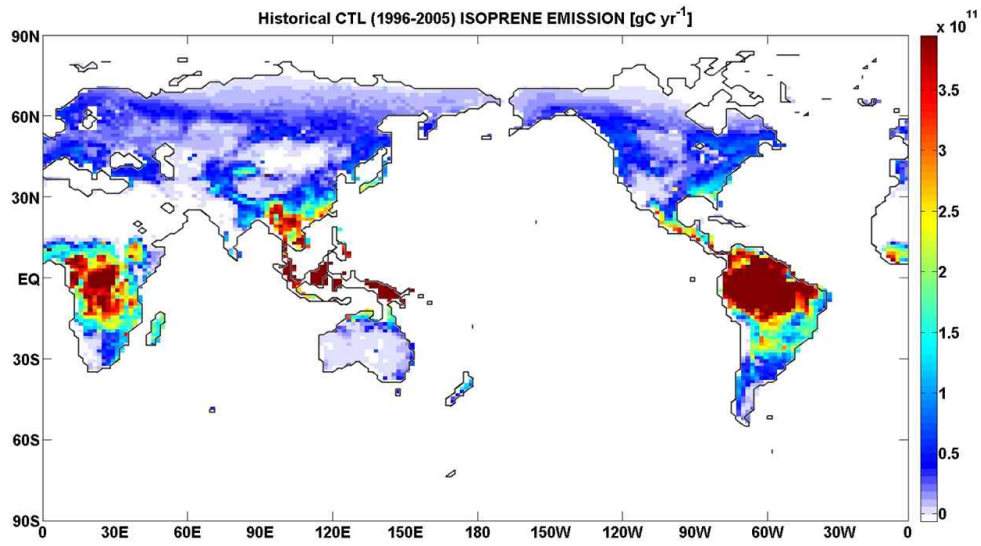 Historical CTL (1996-2005) ISOPRENE EMISSION [gC yr⁻¹]
x 10¹¹
90N
60N
30N
EQ
30S
60S
90S
0 30E 60E 90E 120E 150E 180 150W 120W 90W 60W 30W 0
3.5
3
2.5
2
1.5
1
0.5
0